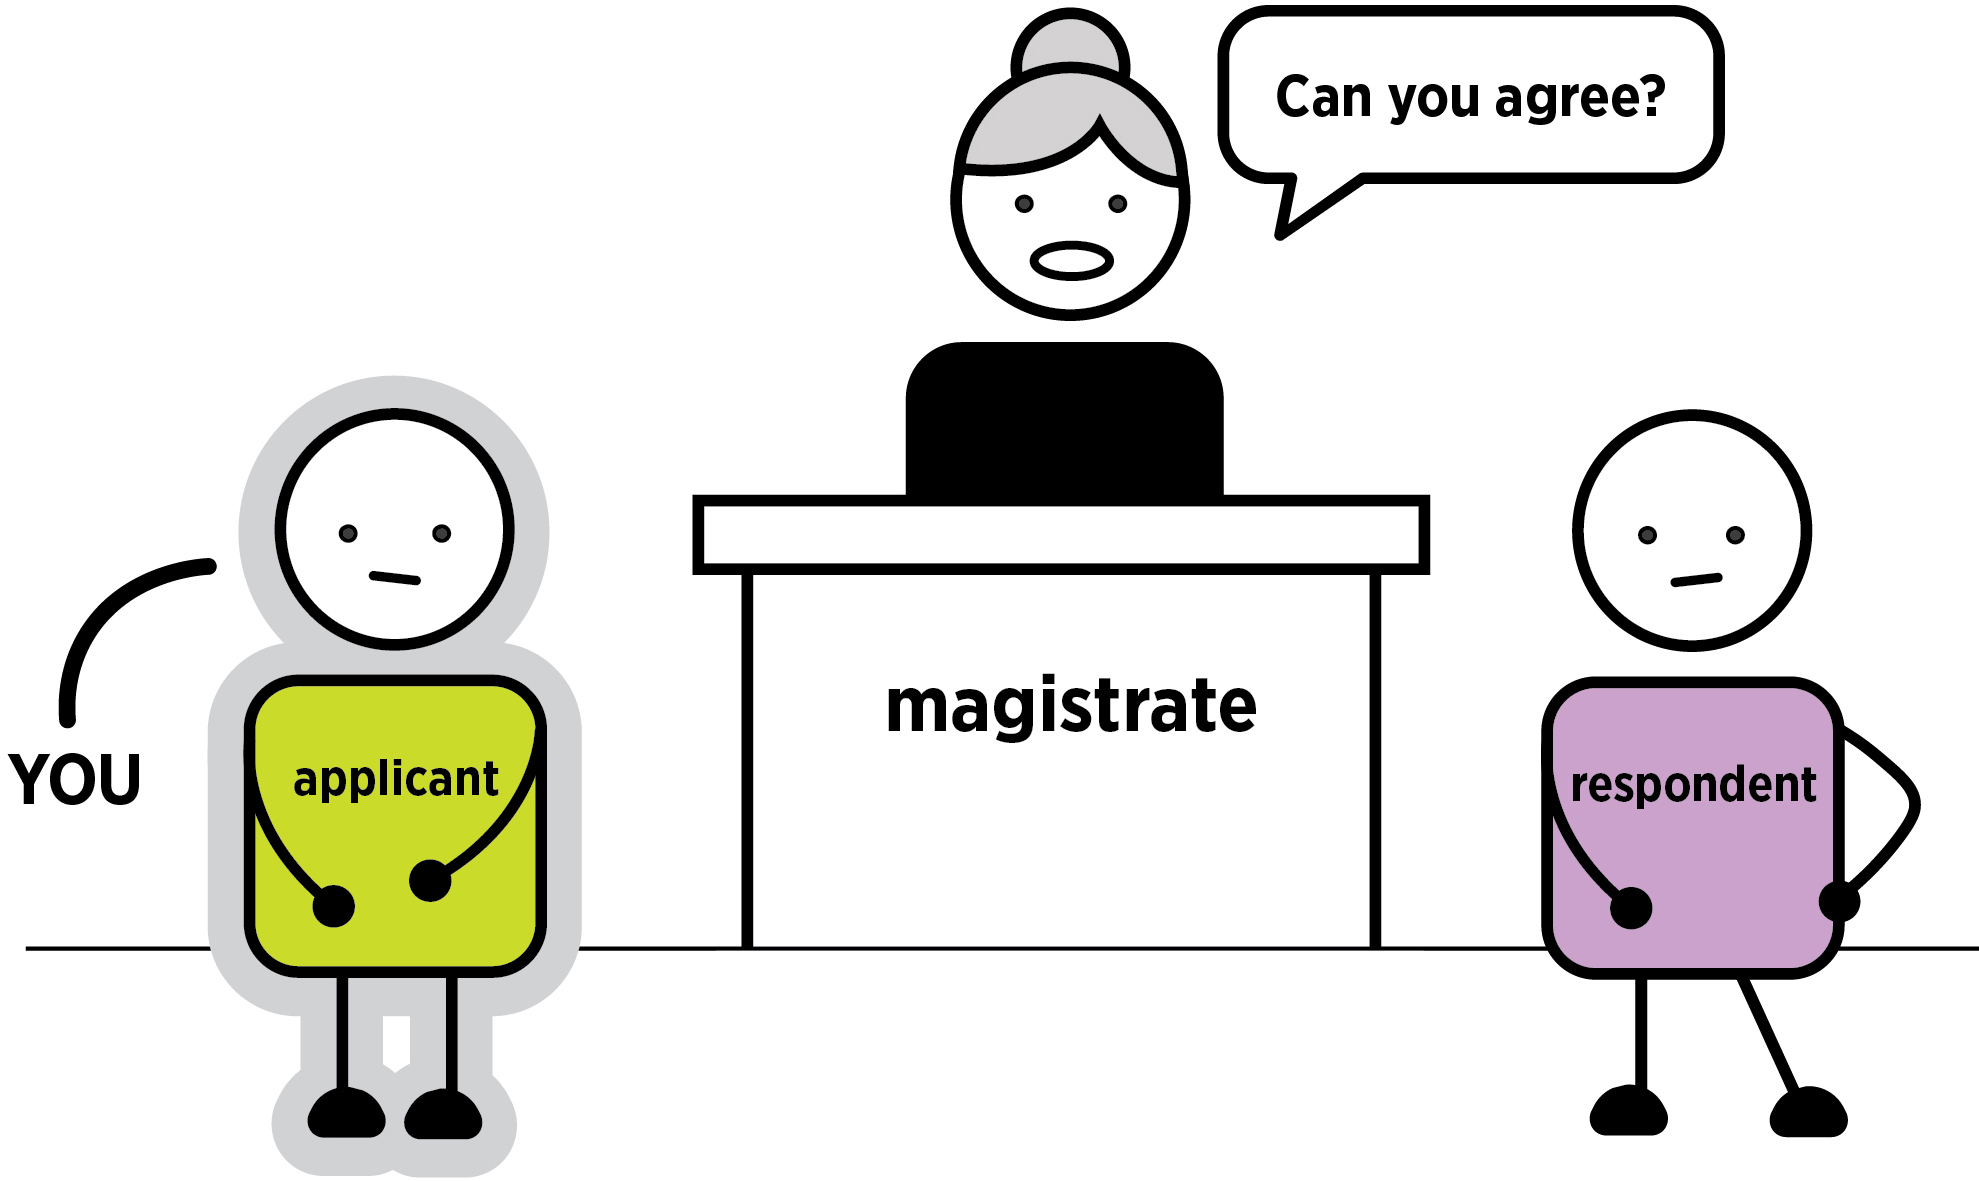 Can you agree?
magistrate
YOU
applicant
respondent